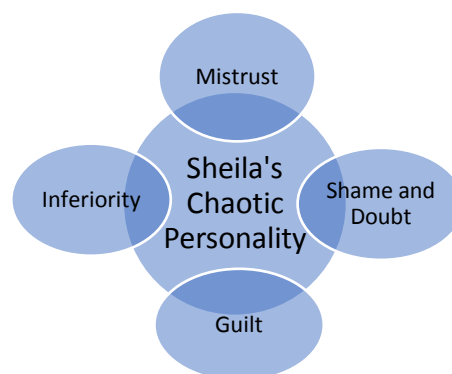 Mistrust
Sheila's
Chaotic
Personality
Inferiority
Shame and
Doubt
Guilt